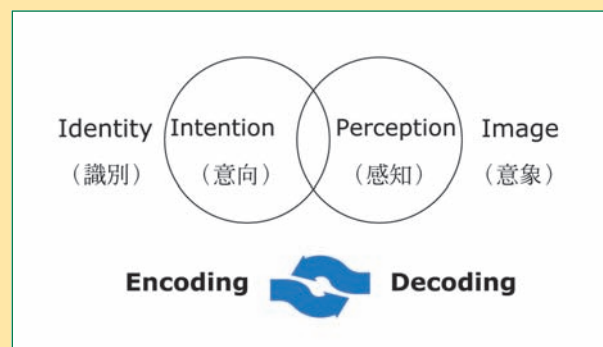 Identity Intention Perception Image
（識別） （意向） （感知） （意象）
Encoding Decoding